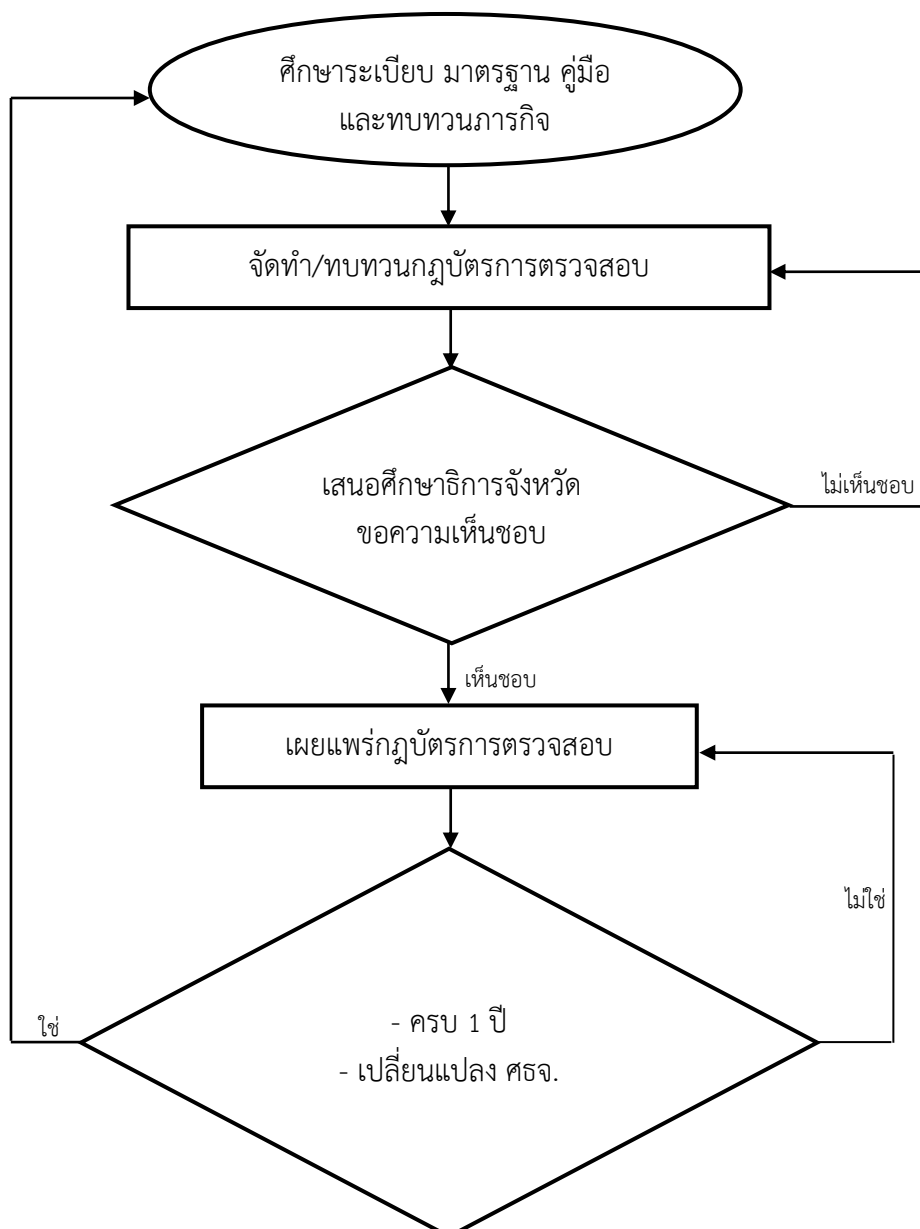 ศึกษาระเบียบ มาตรฐาน คู่มือ
และทบทวนภารกิจ
จัดทำ/ทบทวนกฎบัตรการตรวจสอบ
เสนอศึกษาธิการจังหวัด
ขอความเห็นชอบ
ไม่เห็นชอบ
เห็นชอบ
เผยแพร่กฎบัตรการตรวจสอบ
ไม่ใช่
ใช่
- ครบ 1 ปี
- เปลี่ยนแปลง ศธจ.